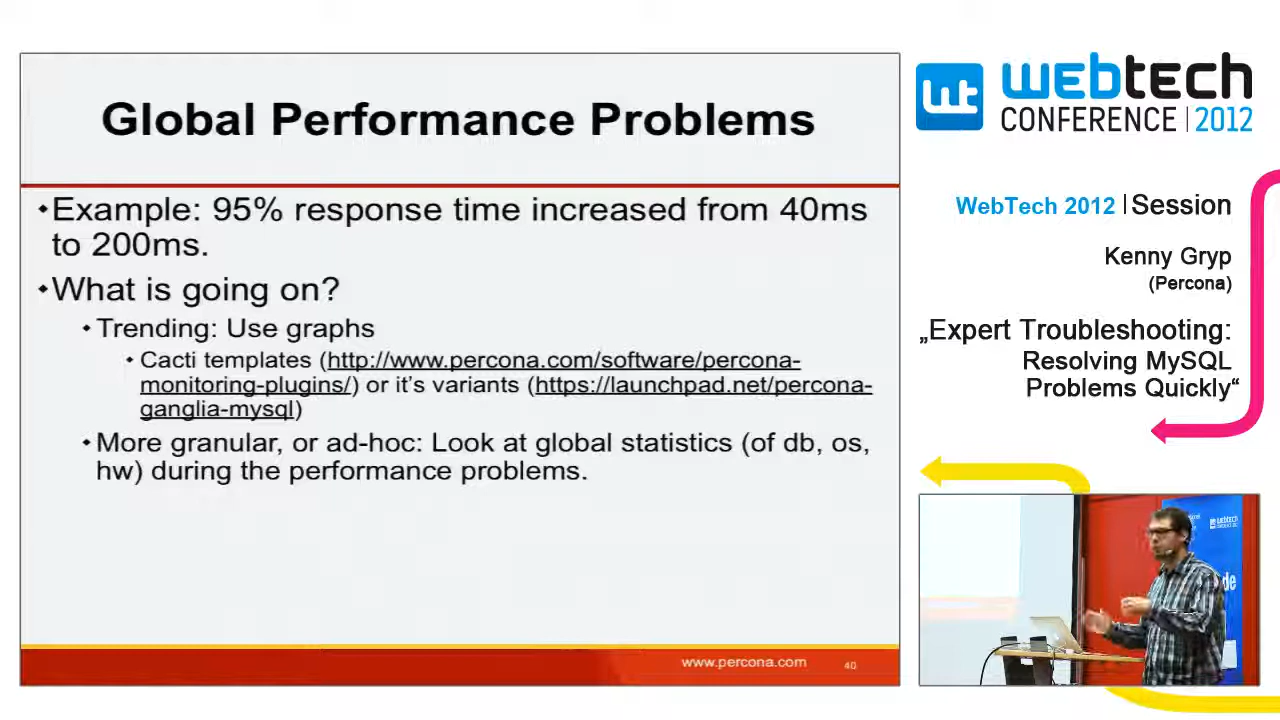 Global Performance Problems
•Example: 95% response time increased from 40ms
to 200ms.
•What is going on?
•Trending: Use graphs
•Cacti templates (http://www.percona.com/software/percona-
monitoring-plugins/) or it's variants (https://launchpad.net/percona-
ganglia-mysql)
•More granular, or ad-hoc: Look at global statistics (of db, os,
hw) during the performance problems.
www.percona.com 40
wt webtech
CONFERENCE | 2012
WebTech 2012 | Session
Kenny Gryp
(Percona)
„Expert Troubleshooting:
Resolving MySQL
Problems Quickly“
webtech
de